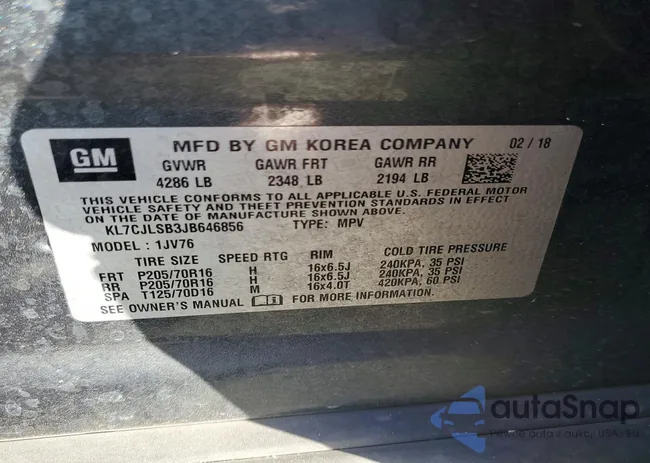 GM
MFD BY GM KOREA COMPANY 02 / 18
GVWR GAWR FRT GAWR RR
4286 LB 2348 LB 2194 LB
THIS VEHICLE CONFORMS TO ALL APPLICABLE U.S. FEDERAL MOTOR
VEHICLE SAFETY AND THEFT PREVENTION STANDARDS IN EFFECT
ON THE DATE OF MANUFACTURE SHOWN ABOVE.
KL7CJLSB3JB646856 TYPE: MPV
MODEL : 1JV76
TIRE SIZE SPEED RTG RIM COLD TIRE PRESSURE
FRT P205/70R16 H 16x6.5J 240KPA, 35 PSI
RR P205/70R16 H 16x6.5J 240KPA, 35 PSI
SPA T125/70D16 M 16x4.0T 420KPA, 60 PSI
SEE OWNER'S MANUAL FOR MORE INFORMATION.
autoSnap
data z aukcji USA